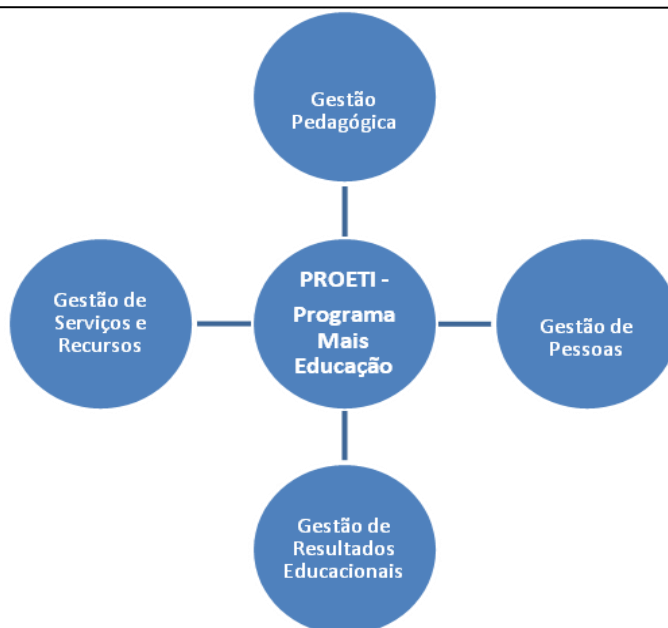 Gestão
Pedagógica
Gestão de
Serviços e
Recursos
PROETI -
Programa
Mais
Educação
Gestão de
Pessoas
Gestão de
Resultados
Educacionais